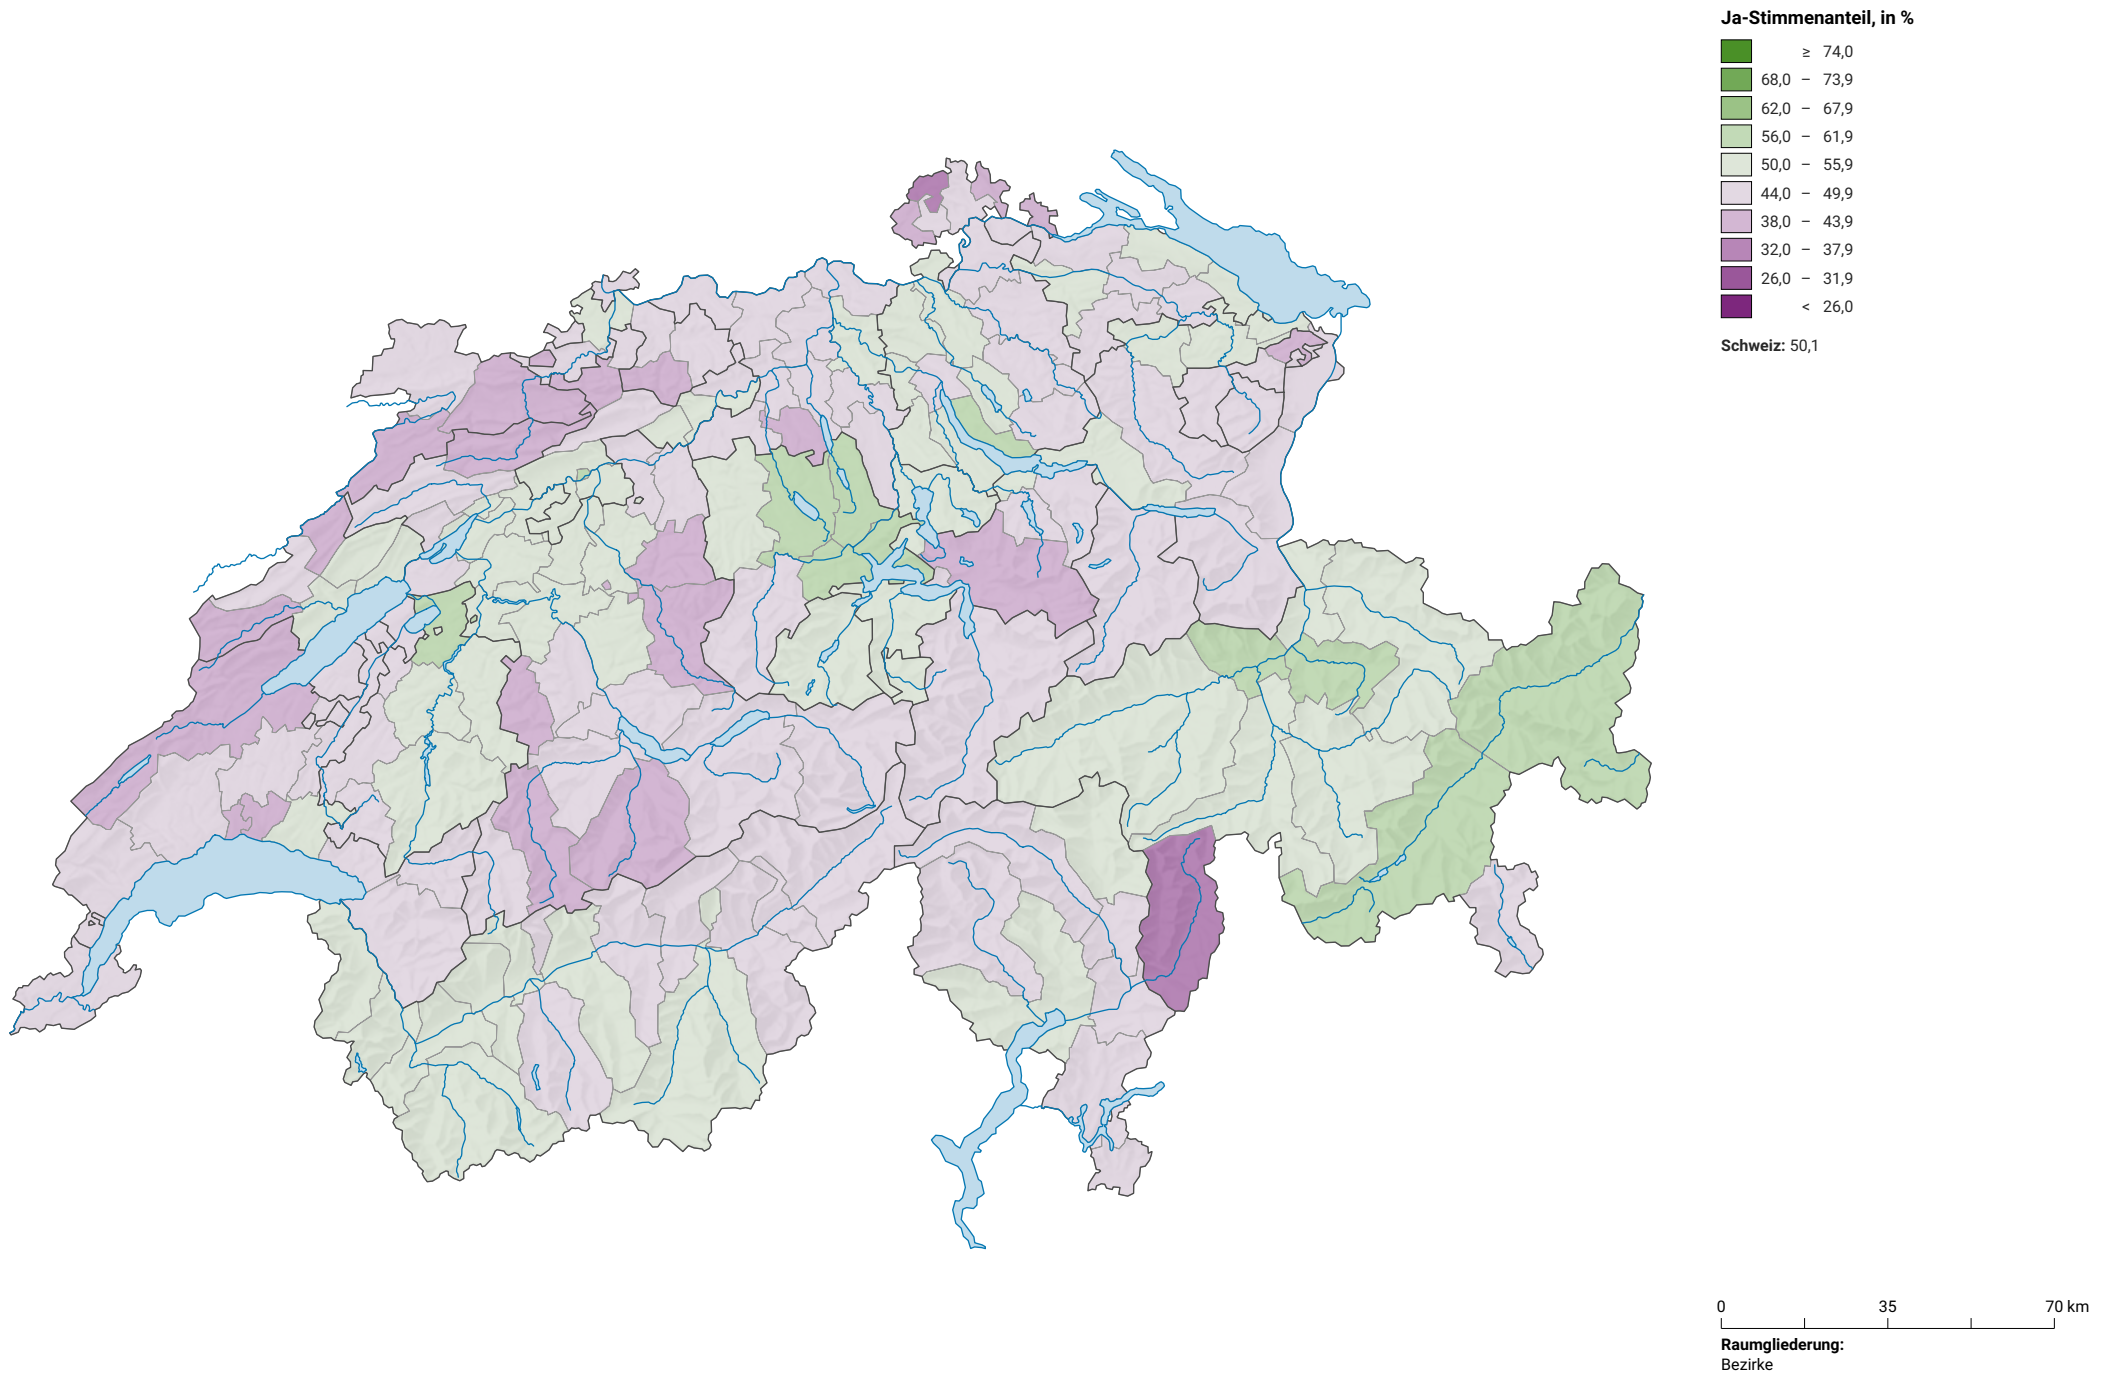 Ja-Stimmenanteil, in %
≥ 74,0
68,0 – 73,9
62,0 – 67,9
56,0 – 61,9
50,0 – 55,9
44,0 – 49,9
38,0 – 43,9
32,0 – 37,9
26,0 – 31,9
< 26,0
Schweiz: 50,1
0 35 70 km
Raumgliederung:
Bezirke